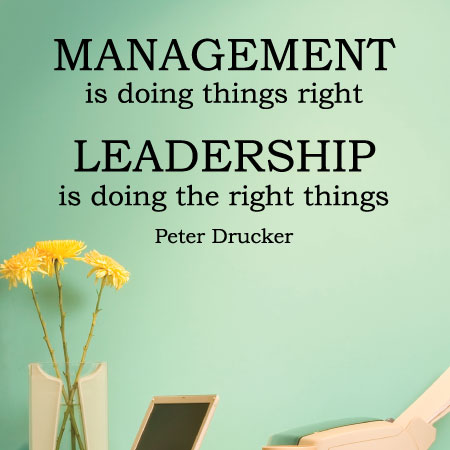 MANAGEMENT
is doing things right
LEADERSHIP
is doing the right things
Peter Drucker